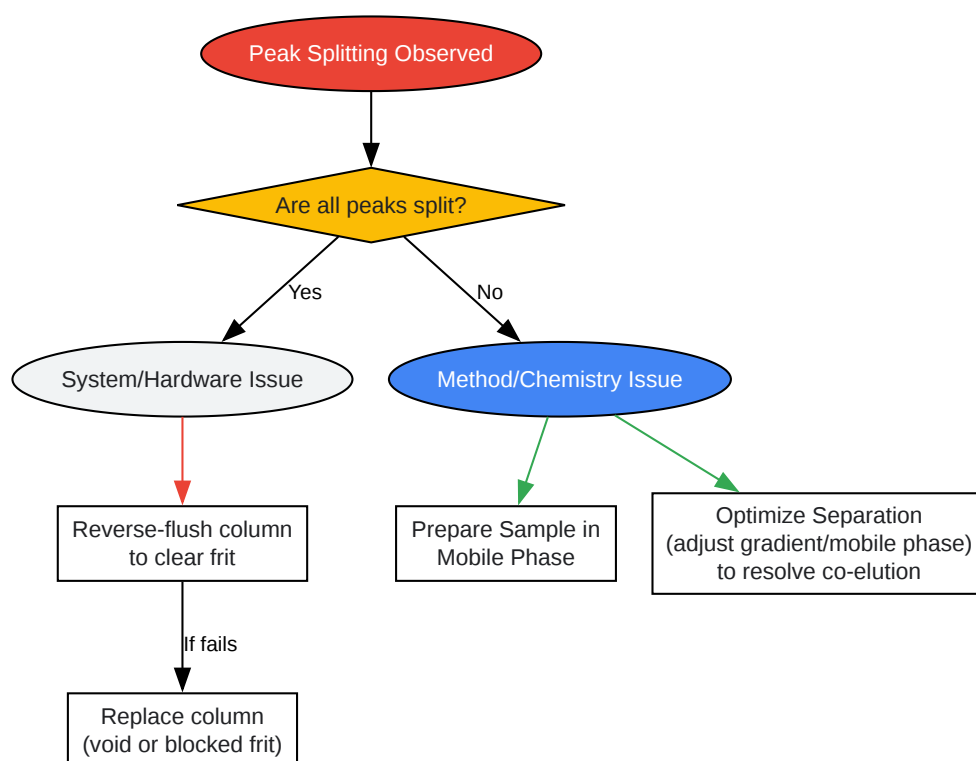 Peak Splitting Observed
Are all peaks split?
Yes
No
System/Hardware Issue
Method/Chemistry Issue
Reverse-flush column
to clear frit
Prepare Sample in
Mobile Phase
Optimize Separation
(adjust gradient/mobile phase)
to resolve co-elution
If fails
Replace column
(void or blocked frit)